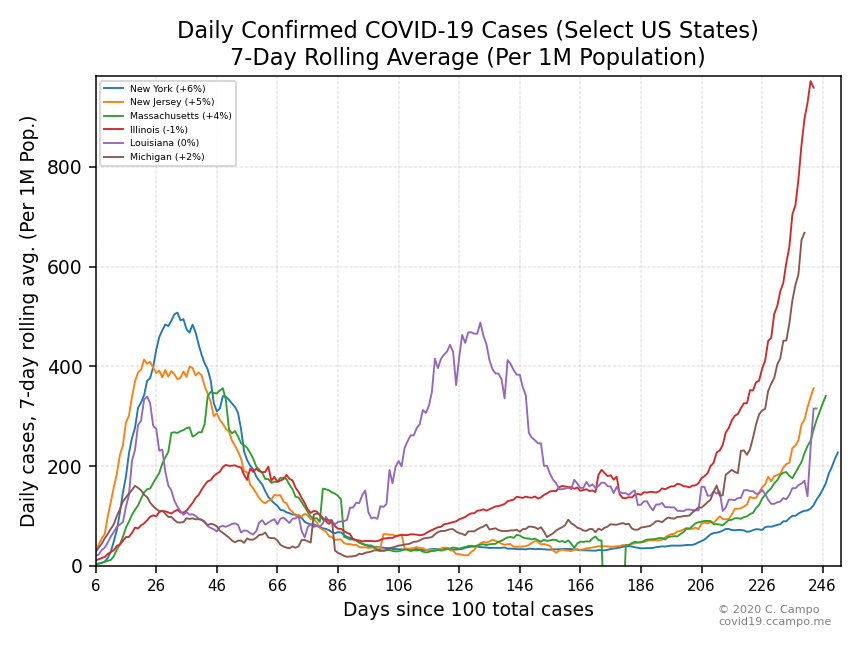 Daily Confirmed COVID-19 Cases (Select US States)
7-Day Rolling Average (Per 1M Population)
New York (+6%)
New Jersey (+5%)
Massachusetts (+4%)
Illinois (-1%)
Louisiana (0%)
Michigan (+2%)
Daily cases, 7-day rolling avg. (Per 1M Pop.)
800
600
400
200
0
6 26 46 66 86 106 126 146 166 186 206 226 246
Days since 100 total cases
© 2020 C. Campo
covid19.ccampo.me